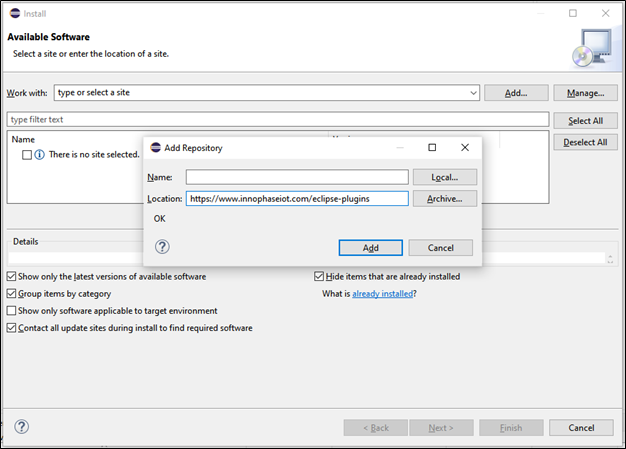 Install
Available Software
Select a site or enter the location of a site.
Work with: type or select a site Add... Manage...
type filter text Select All
Name
Deselect All
There is no site selected.
Add Repository
Name: Local...
Location: https://www.innophaseiot.com/eclipse-plugins Archive...
OK
Add Cancel
Details
Show only the latest versions of available software Hide items that are already installed
Group items by category What is already installed?
Show only software applicable to target environment
Contact all update sites during install to find required software
< Back Next > Finish Cancel